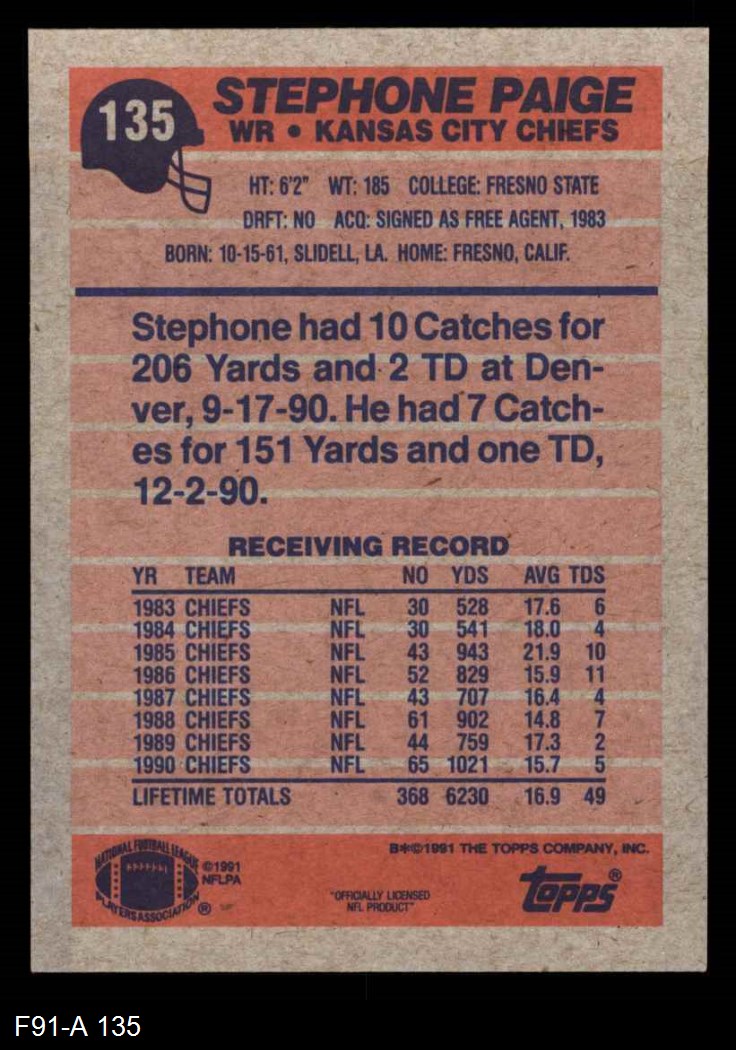 135
STEPHONE PAIGE
WR • KANSAS CITY CHIEFS
HT: 6'2" WT: 185 COLLEGE: FRESNO STATE
DRFT: NO ACQ: SIGNED AS FREE AGENT, 1983
BORN: 10-15-61, SLIDELL, LA. HOME: FRESNO, CALIF.
Stephone had 10 Catches for
206 Yards and 2 TD at Den-
ver, 9-17-90. He had 7 Catch-
es for 151 Yards and one TD,
12-2-90.
RECEIVING RECORD
YR TEAM NO YDS AVG TDS
1983 CHIEFS NFL 30 528 17.6 6
1984 CHIEFS NFL 30 541 18.0 4
1985 CHIEFS NFL 43 943 21.9 10
1986 CHIEFS NFL 52 829 15.9 11
1987 CHIEFS NFL 43 707 16.4 4
1988 CHIEFS NFL 61 902 14.8 7
1989 CHIEFS NFL 44 759 17.3 2
1990 CHIEFS NFL 65 1021 15.7 5
LIFETIME TOTALS 368 6230 16.9 49
B*©1991 THE TOPPS COMPANY, INC.
NATIONAL FOOTBALL LEAGUE
PLAYERS ASSOCIATION ®
©1991
NFLPA
"OFFICIALLY LICENSED
NFL PRODUCT"
topps®
F91-A 135